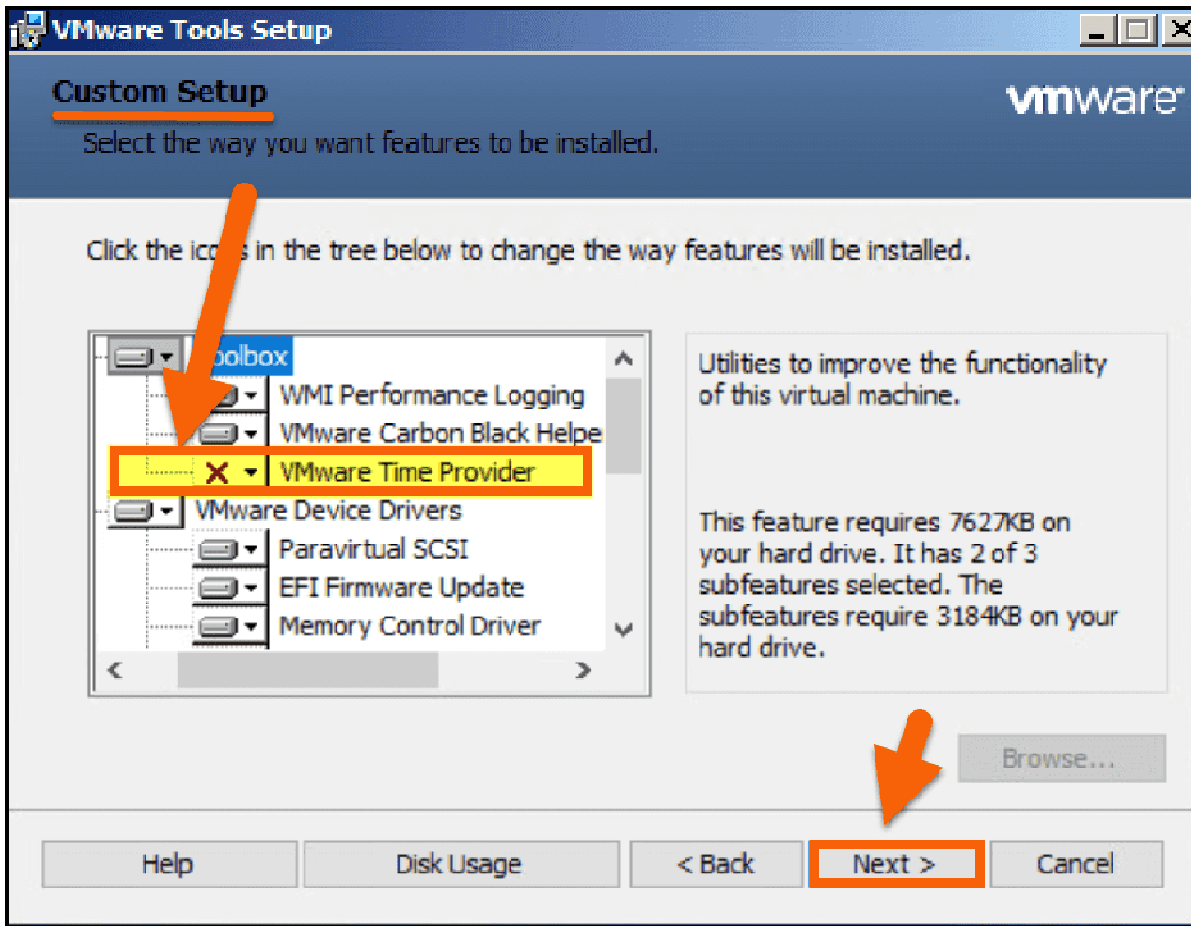 VMware Tools Setup
Custom Setup
vmware
Select the way you want features to be installed.
Click the icons in the tree below to change the way features will be installed.
oolbox
WMI Performance Logging
VMware Carbon Black Helpe
VMware Time Provider
VMware Device Drivers
Paravirtual SCSI
EFI Firmware Update
Memory Control Driver
Utilities to improve the functionality
of this virtual machine.
This feature requires 7627KB on
your hard drive. It has 2 of 3
subfeatures selected. The
subfeatures require 3184KB on your
hard drive.
Browse...
Help
Disk Usage
< Back
Next >
Cancel